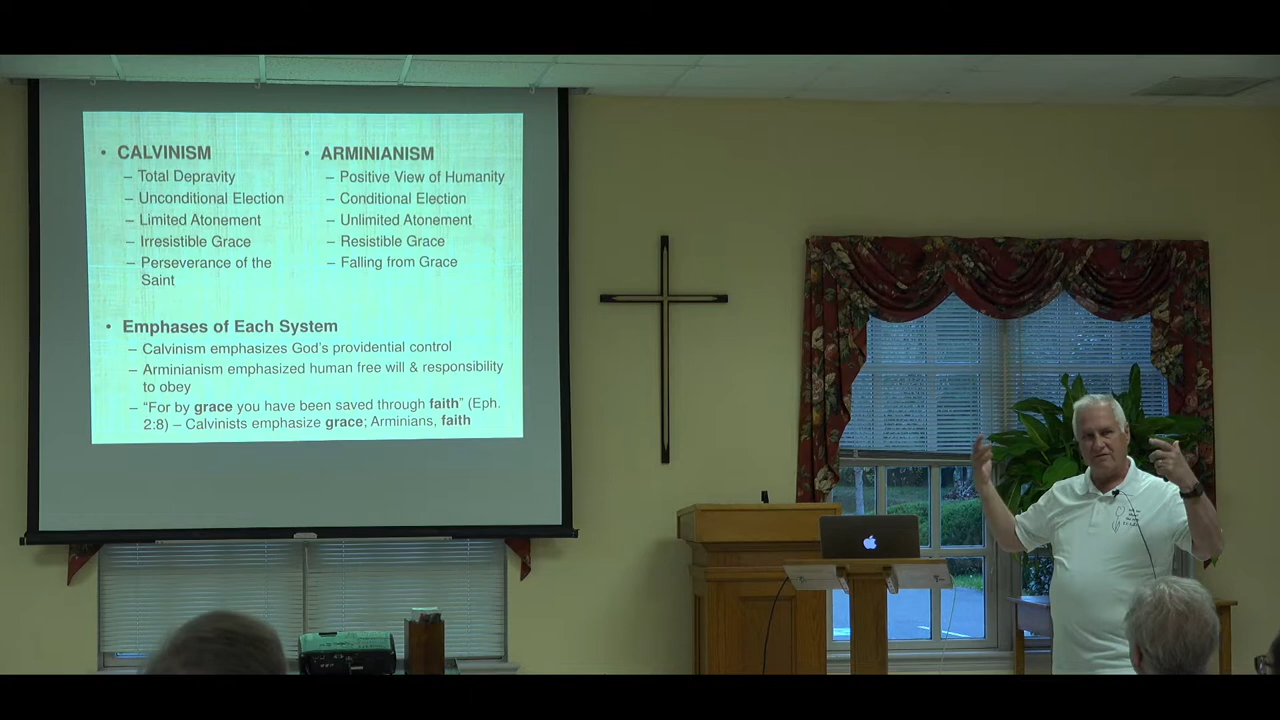 • CALVINISM
– Total Depravity
– Unconditional Election
– Limited Atonement
– Irresistible Grace
– Perseverance of the
Saint
• ARMINIANISM
– Positive View of Humanity
– Conditional Election
– Unlimited Atonement
– Resistible Grace
– Falling from Grace
• Emphases of Each System
– Calvinism emphasizes God's providential control
– Arminianism emphasized human free will & responsibility
to obey
– “For by grace you have been saved through faith” (Eph.
2:8) – Calvinists emphasize grace; Arminians, faith